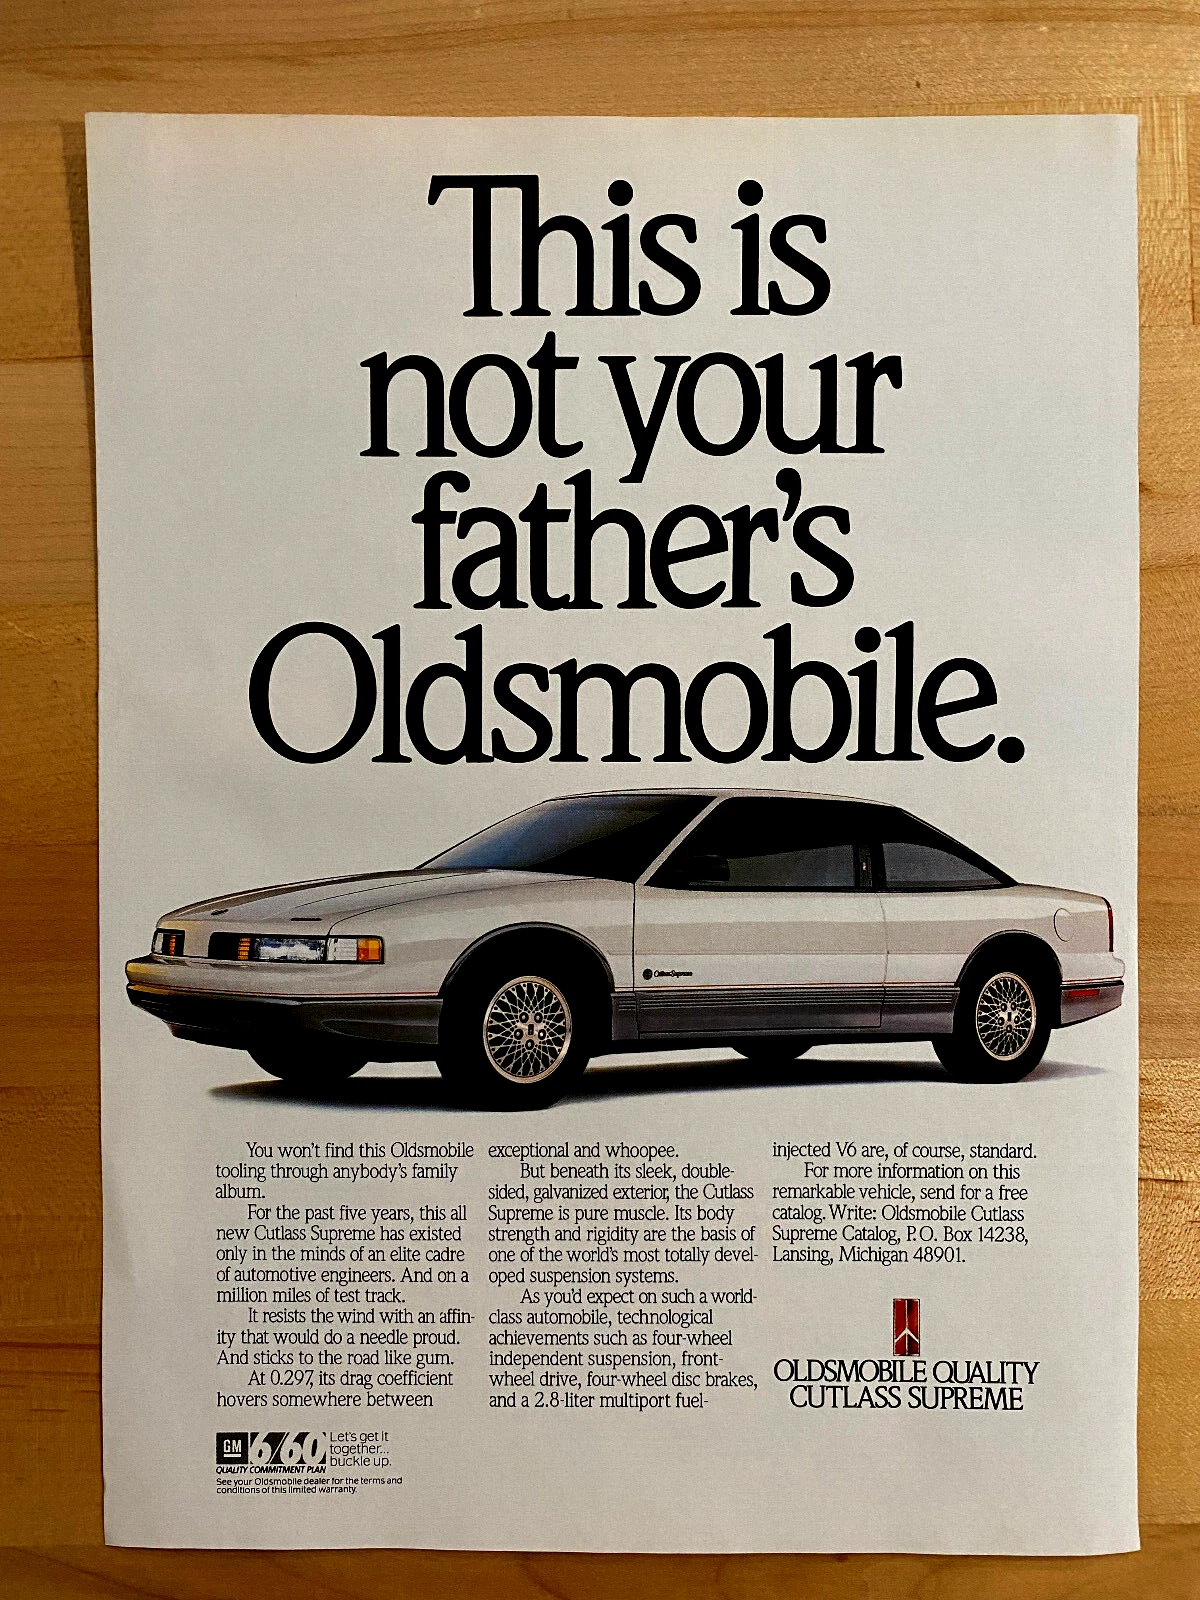 This is
not your
father's
Oldsmobile.
Cutlass Supreme
You won't find this Oldsmobile
tooling through anybody's family
album.
For the past five years, this all
new Cutlass Supreme has existed
only in the minds of an elite cadre
of automotive engineers. And on a
million miles of test track.
It resists the wind with an affin-
ity that would do a needle proud.
And sticks to the road like gum.
At 0.297, its drag coefficient
hovers somewhere between
exceptional and whoopee.
But beneath its sleek, double-
sided, galvanized exterior, the Cutlass
Supreme is pure muscle. Its body
strength and rigidity are the basis of
one of the world's most totally devel-
oped suspension systems.
As you'd expect on such a world-
class automobile, technological
achievements such as four-wheel
independent suspension, front-
wheel drive, four-wheel disc brakes,
and a 2.8-liter multiport fuel-
injected V6 are, of course, standard.
For more information on this
remarkable vehicle, send for a free
catalog. Write: Oldsmobile Cutlass
Supreme Catalog, P.O. Box 14238,
Lansing, Michigan 48901.
OLDSMOBILE QUALITY
CUTLASS SUPREME
GM 6/60
QUALITY COMMITMENT PLAN
Let's get it
together...
buckle up.
See your Oldsmobile dealer for the terms and
conditions of this limited warranty.